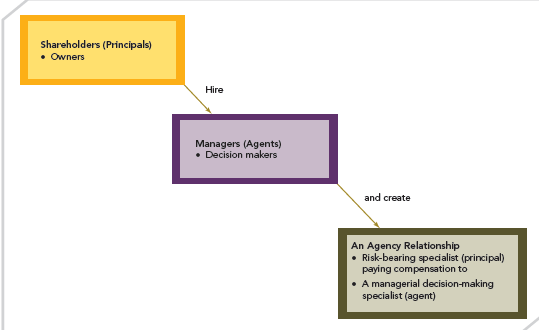 Shareholders (Principals)
• Owners
Hire
Managers (Agents)
• Decision makers
and create
An Agency Relationship
• Risk-bearing specialist (principal)
paying compensation to
• A managerial decision-making
specialist (agent)